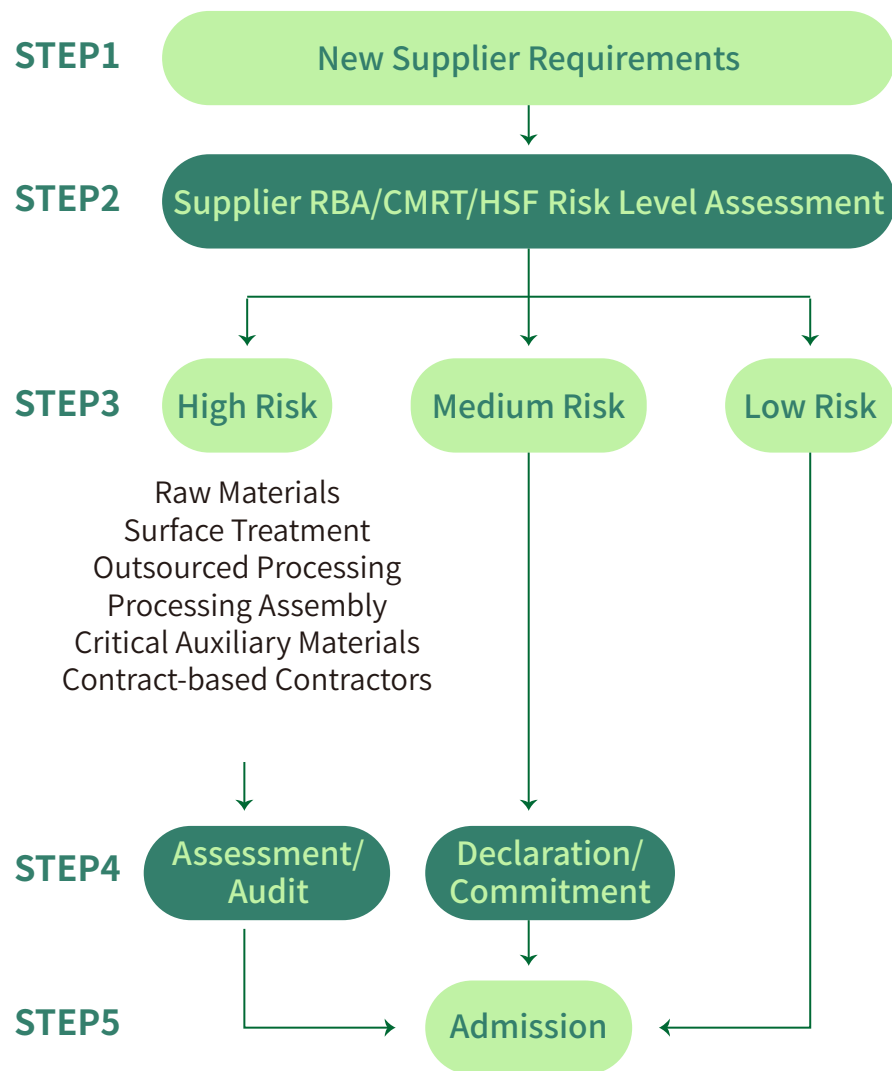 STEP1
New Supplier Requirements
STEP2
Supplier RBA/CMRT/HSF Risk Level Assessment
STEP3
High Risk
Medium Risk
Low Risk
Raw Materials
Surface Treatment
Outsourced Processing
Processing Assembly
Critical Auxiliary Materials
Contract-based Contractors
STEP4
Assessment/
Audit
Declaration/
Commitment
STEP5
Admission